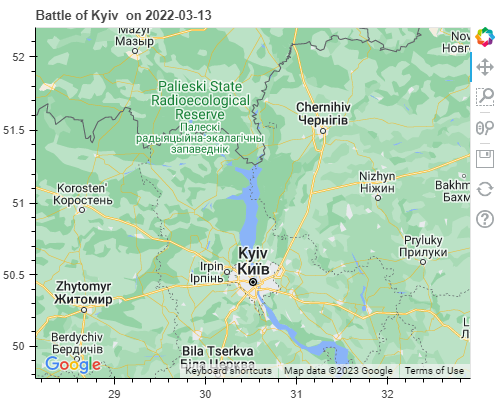 Battle of Kyiv on 2022-03-13
Mazyr
Мазыр
Nov
Новг
Palieski State
Radioecological
Reserve
Палескі
радыяцыйна-экалагічны
запаведнік
Chernihiv
Чернігів
Korosten'
Коростень
Nizhyn
Ніжин
Bakhm
Бахм
Kyiv
Київ
Pryluky
Прилуки
Irpin
Ірпінь
Zhytomyr
Житомир
Berdychiv
Бердичів
Bila Tserkva
Біла Церква
Google
Keyboard shortcuts
Map data ©2023 Google
Terms of Use
52
51.5
51
50.5
50
29
30
31
32